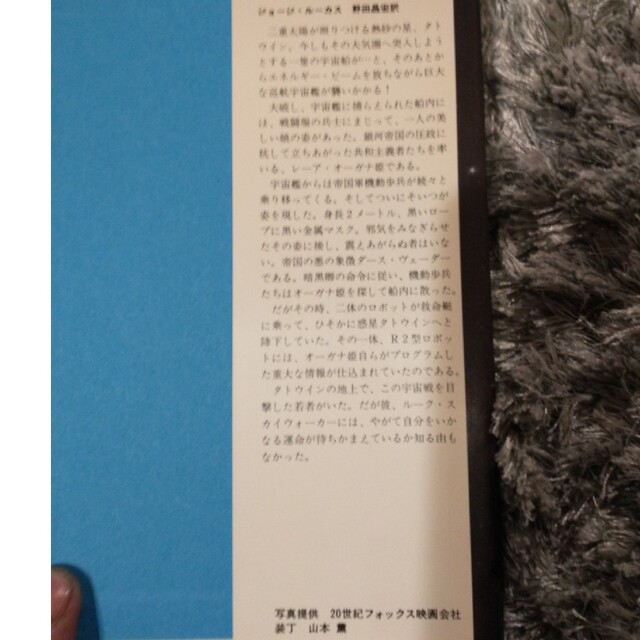 ジョージ・ルーカス 野田昌宏訳
二重太陽が照りつける熱砂の星、タト
ウイン。今しもその大気圏へ突入しよう
とする一隻の宇宙船が…と、そのあとか
らエネルギー・ビームを放ちながら巨大
な巡航宇宙艦が襲いかかる！
大破し、宇宙艦に捕らえられた船内に
は、戦闘服の兵士にまじって、一人の美
しい娘の姿があった。銀河帝国の圧政に
抗して立ちあがった共和主義者たちを率
いる、レーア・オーガナ姫である。
宇宙艦からは帝国軍機動歩兵が続々と
乗り移ってくる。そしてついにそいつが
姿を現した。身長２メートル、黒いロー
ブに黒い金属マスク。邪気をみなぎらせ
たその姿に接し、震えあがらぬ者はいな
い。帝国の悪の象徴ダース・ヴェーダー
である。暗黒卿の命令に従い、機動歩兵
たちはオーガナ姫を探して船内に散った。
だがその時、二体のロボットが救命艇
に乗って、ひそかに惑星タトウインへと
降下していた。その一体、Ｒ２型ロボッ
トには、オーガナ姫自らがプログラムし
た重大な情報が仕込まれていたのである。
タトウインの地上で、この宇宙戦を目
撃した若者がいた。だが彼、ルーク・ス
カイウォーカーには、やがて自分をいか
なる運命が待ちかまえているか知る由も
なかった。
写真提供 20世紀フォックス映画会社
装丁 山本 薫